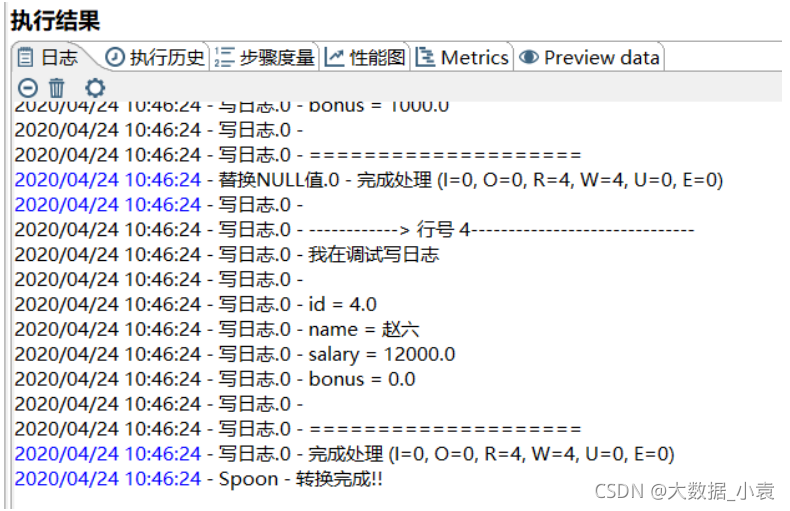 执行结果
日志 执行历史 步骤度量 性能图 Metrics Preview data
2020/04/24 10:46:24 - 写日志.0 - bonus = 1000.0
2020/04/24 10:46:24 - 写日志.0 -
2020/04/24 10:46:24 - 写日志.0 - ====================
2020/04/24 10:46:24 - 替换NULL值.0 - 完成处理 (I=0, O=0, R=4, W=4, U=0, E=0)
2020/04/24 10:46:24 - 写日志.0 -
2020/04/24 10:46:24 - 写日志.0 - ------------> 行号 4------------------------------
2020/04/24 10:46:24 - 写日志.0 - 我在调试写日志
2020/04/24 10:46:24 - 写日志.0 -
2020/04/24 10:46:24 - 写日志.0 - id = 4.0
2020/04/24 10:46:24 - 写日志.0 - name = 赵六
2020/04/24 10:46:24 - 写日志.0 - salary = 12000.0
2020/04/24 10:46:24 - 写日志.0 - bonus = 0.0
2020/04/24 10:46:24 - 写日志.0 -
2020/04/24 10:46:24 - 写日志.0 - ====================
2020/04/24 10:46:24 - 写日志.0 - 完成处理 (I=0, O=0, R=4, W=4, U=0, E=0)
2020/04/24 10:46:24 - Spoon - 转换完成!!
CSDN @大数据_小袁